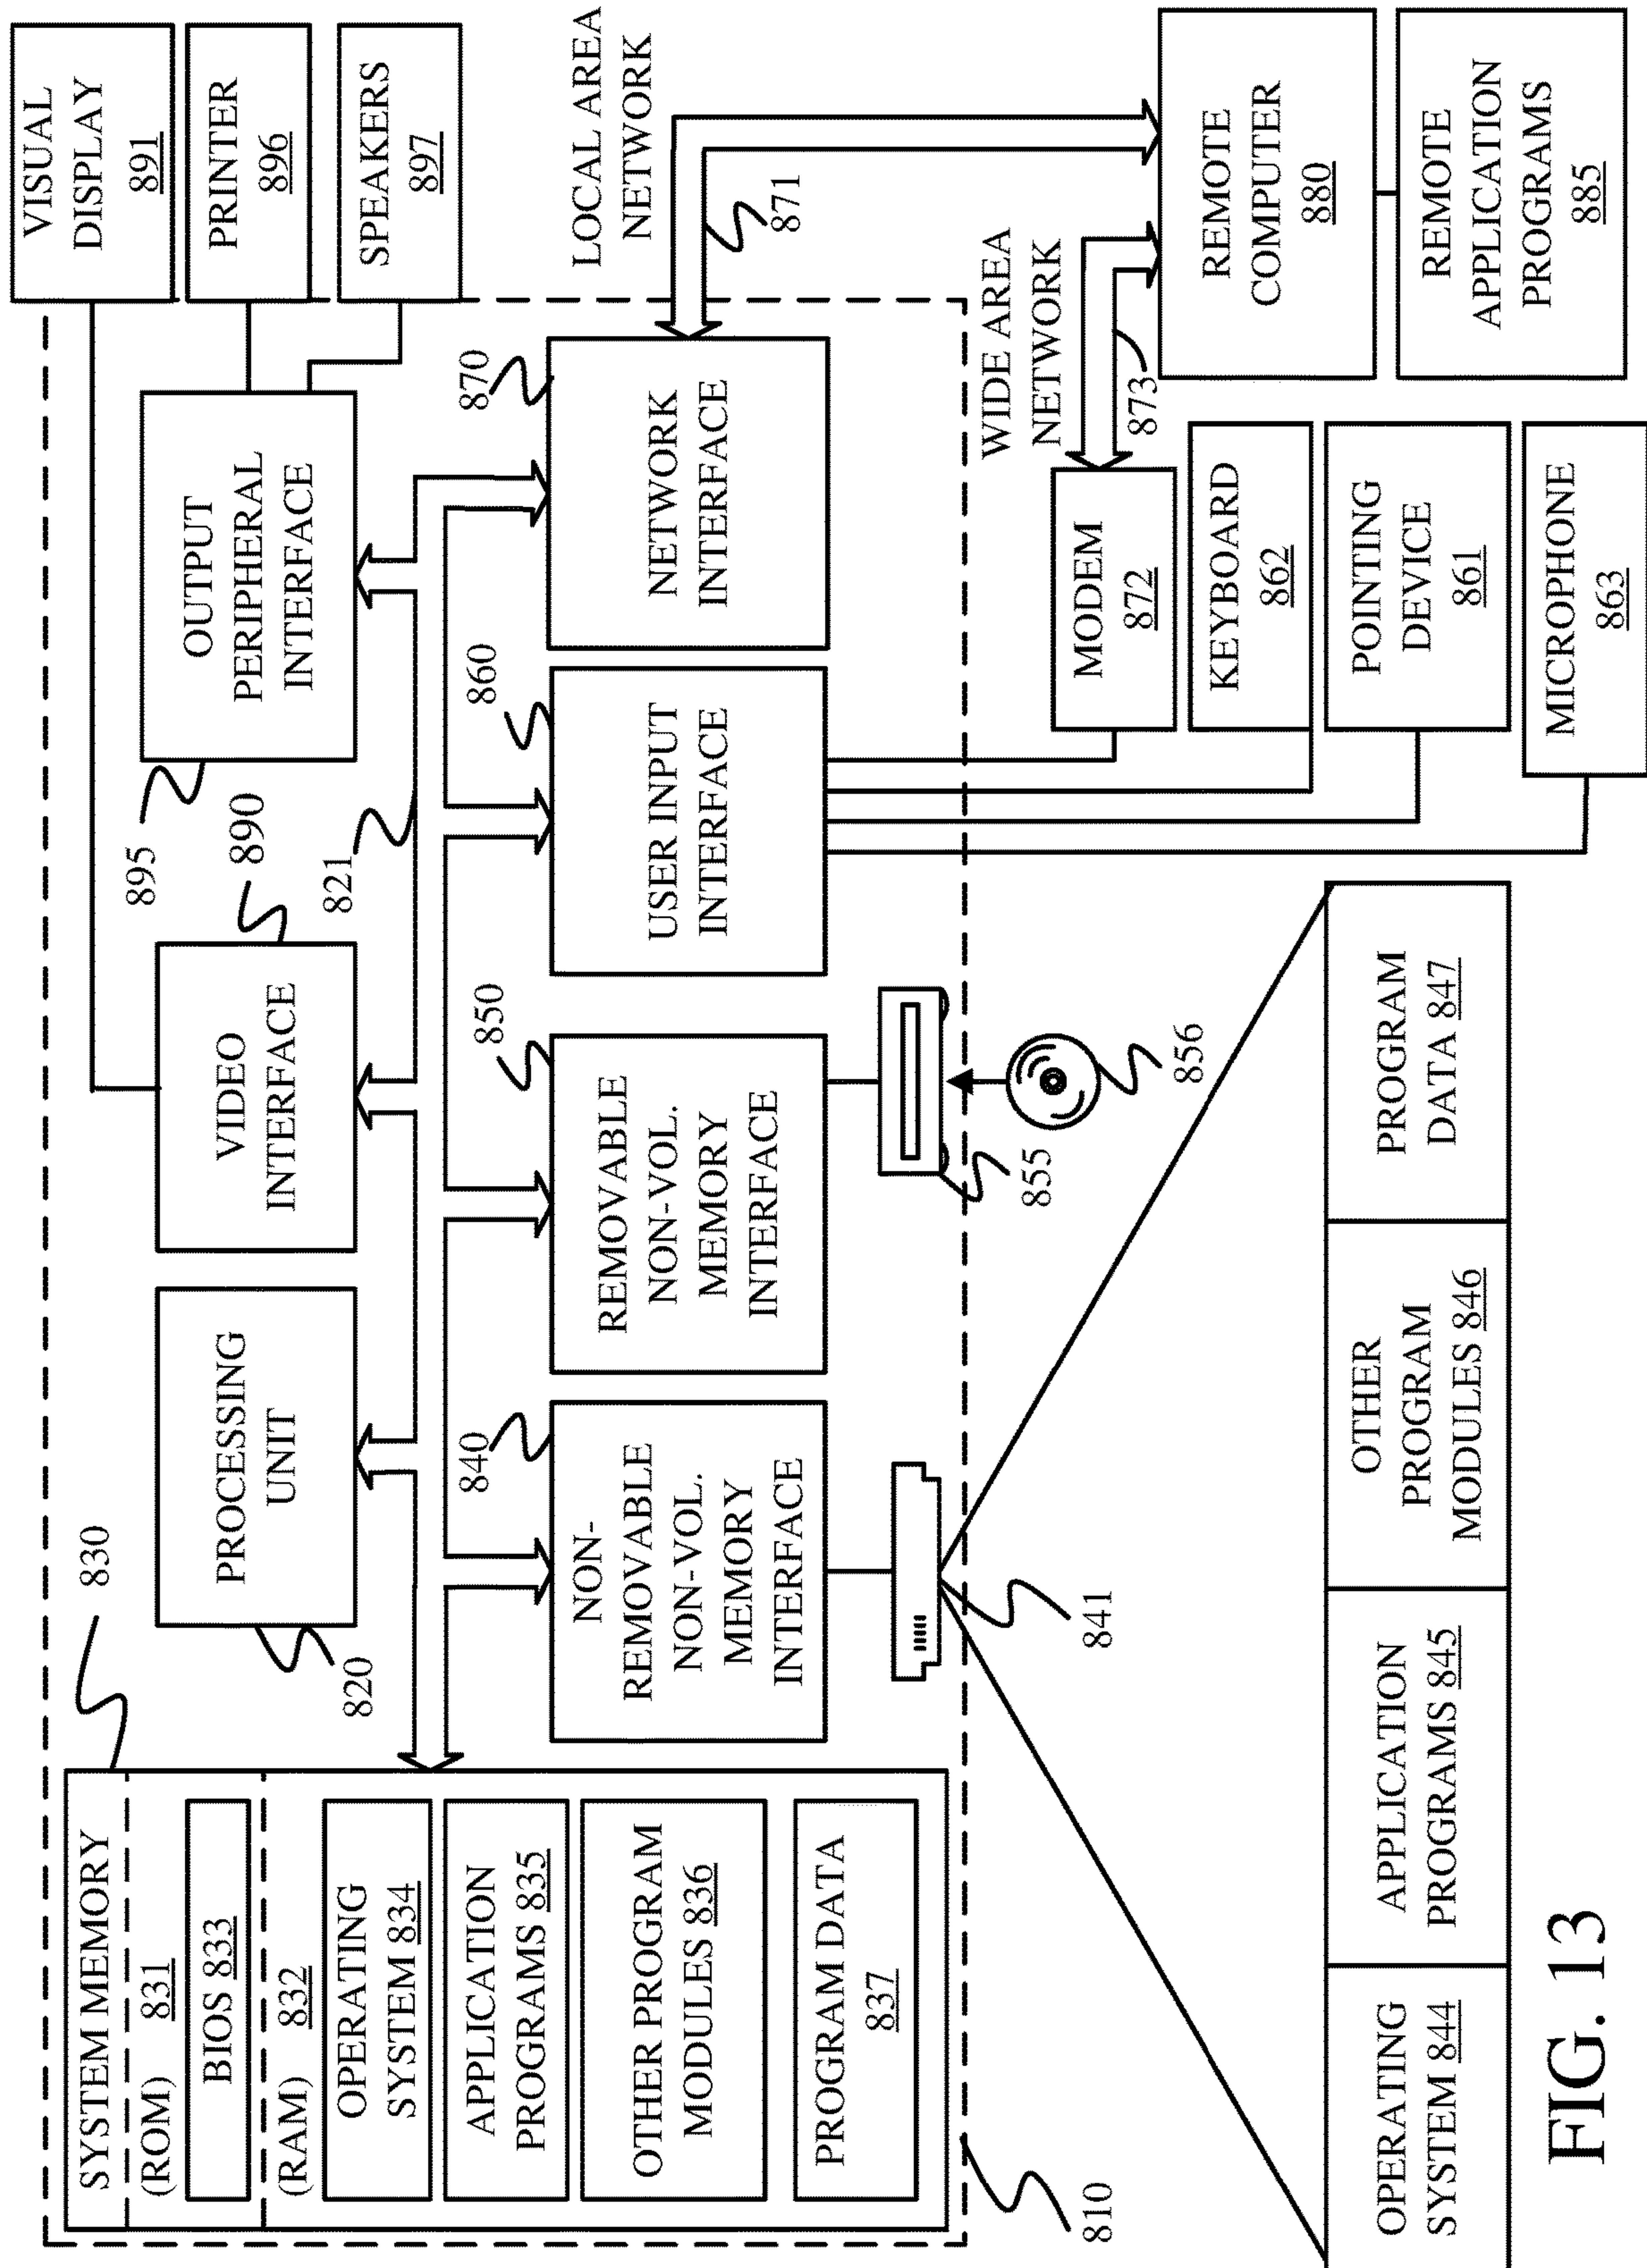 SYSTEM MEMORY
(ROM) 831
BIOS 833
(RAM) 832
OPERATING
SYSTEM 834
APPLICATION
PROGRAMS 835
OTHER PROGRAM
MODULES 836
PROGRAM DATA
837
810
830
820
PROCESSING
UNIT
890
VIDEO
INTERFACE
895
OUTPUT
PERIPHERAL
INTERFACE
821
VISUAL
DISPLAY
891
PRINTER
896
SPEAKERS
897
840
NON-
REMOVABLE
NON-VOL.
MEMORY
INTERFACE
850
REMOVABLE
NON-VOL.
MEMORY
INTERFACE
860
USER INPUT
INTERFACE
870
NETWORK
INTERFACE
LOCAL AREA
NETWORK
871
841
855
856
WIDE AREA
NETWORK
873
MODEM
872
KEYBOARD
862
POINTING
DEVICE
861
MICROPHONE
863
REMOTE
COMPUTER
880
REMOTE
APPLICATION
PROGRAMS
885
OPERATING
SYSTEM 844
APPLICATION
PROGRAMS 845
OTHER
PROGRAM
MODULES 846
PROGRAM
DATA 847
FIG. 13